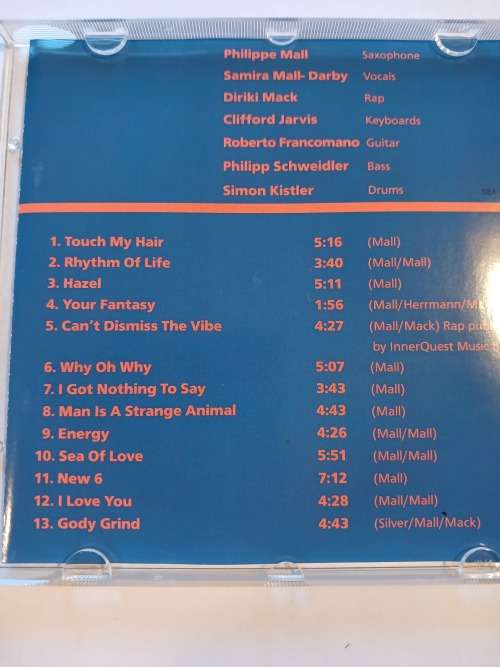 Philippe Mall Saxophone
Samira Mall- Darby Vocals
Diriki Mack Rap
Clifford Jarvis Keyboards
Roberto Francomano Guitar
Philipp Schweidler Bass
Simon Kistler Drums
1. Touch My Hair 5:16 (Mall)
2. Rhythm Of Life 3:40 (Mall/Mall)
3. Hazel 5:11 (Mall)
4. Your Fantasy 1:56 (Mall/Herrmann/
5. Can't Dismiss The Vibe 4:27 (Mall/Mack) Rap
by InnerQuest Music
6. Why Oh Why 5:07 (Mall)
7. I Got Nothing To Say 3:43 (Mall)
8. Man Is A Strange Animal 4:43 (Mall)
9. Energy 4:26 (Mall/Mall)
10. Sea Of Love 5:51 (Mall/Mall)
11. New 6 7:12 (Mall)
12. I Love You 4:28 (Mall/Mall)
13. Gody Grind 4:43 (Silver/Mall/Mack)